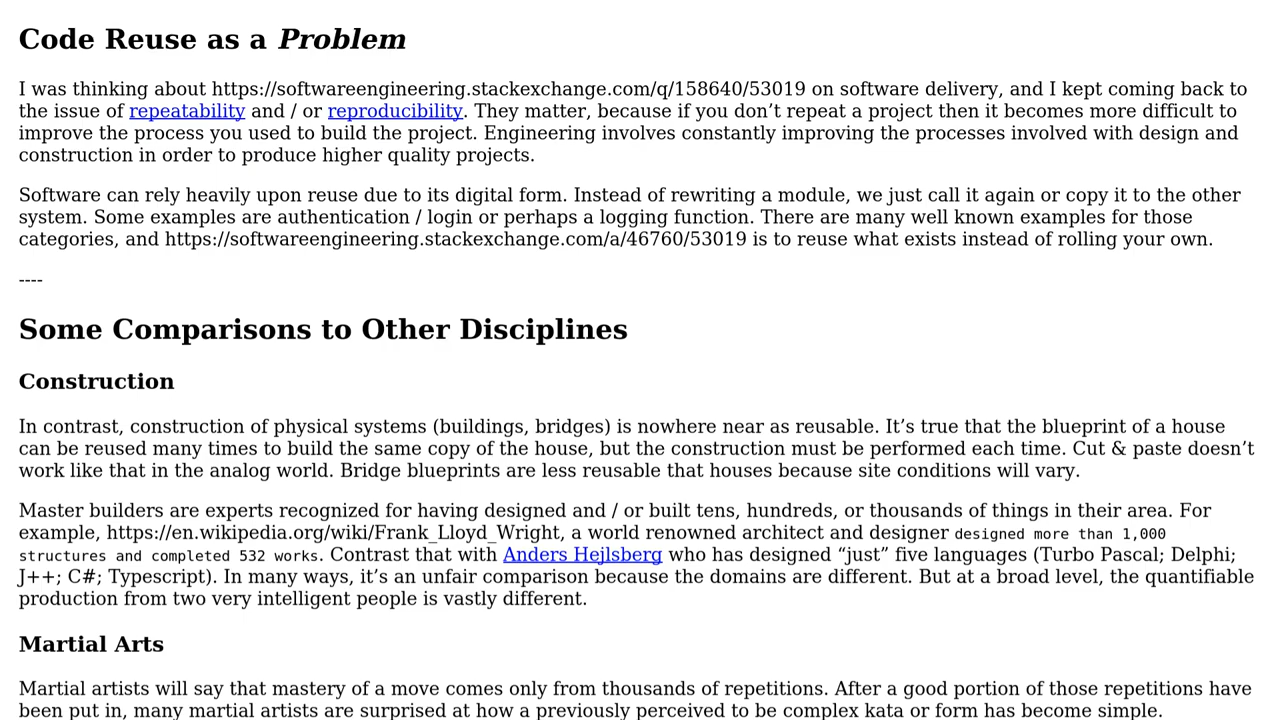 Code Reuse as a Problem
I was thinking about https://softwareengineering.stackexchange.com/q/158640/53019 on software delivery, and I kept coming back to
the issue of repeatability and / or reproducibility. They matter, because if you don’t repeat a project then it becomes more difficult to
improve the process you used to build the project. Engineering involves constantly improving the processes involved with design and
construction in order to produce higher quality projects.
Software can rely heavily upon reuse due to its digital form. Instead of rewriting a module, we just call it again or copy it to the other
system. Some examples are authentication / login or perhaps a logging function. There are many well known examples for those
categories, and https://softwareengineering.stackexchange.com/a/46760/53019 is to reuse what exists instead of rolling your own.
----
Some Comparisons to Other Disciplines
Construction
In contrast, construction of physical systems (buildings, bridges) is nowhere near as reusable. It’s true that the blueprint of a house
can be reused many times to build the same copy of the house, but the construction must be performed each time. Cut & paste doesn’t
work like that in the analog world. Bridge blueprints are less reusable that houses because site conditions will vary.
Master builders are experts recognized for having designed and / or built tens, hundreds, or thousands of things in their area. For
example, https://en.wikipedia.org/wiki/Frank_Lloyd_Wright, a world renowned architect and designer designed more than 1,000
structures and completed 532 works. Contrast that with Anders Hejlsberg who has designed “just” five languages (Turbo Pascal; Delphi;
J++; C#; Typescript). In many ways, it’s an unfair comparison because the domains are different. But at a broad level, the quantifiable
production from two very intelligent people is vastly different.
Martial Arts
Martial artists will say that mastery of a move comes only from thousands of repetitions. After a good portion of those repetitions have
been put in, many martial artists are surprised at how a previously perceived to be complex kata or form has become simple.